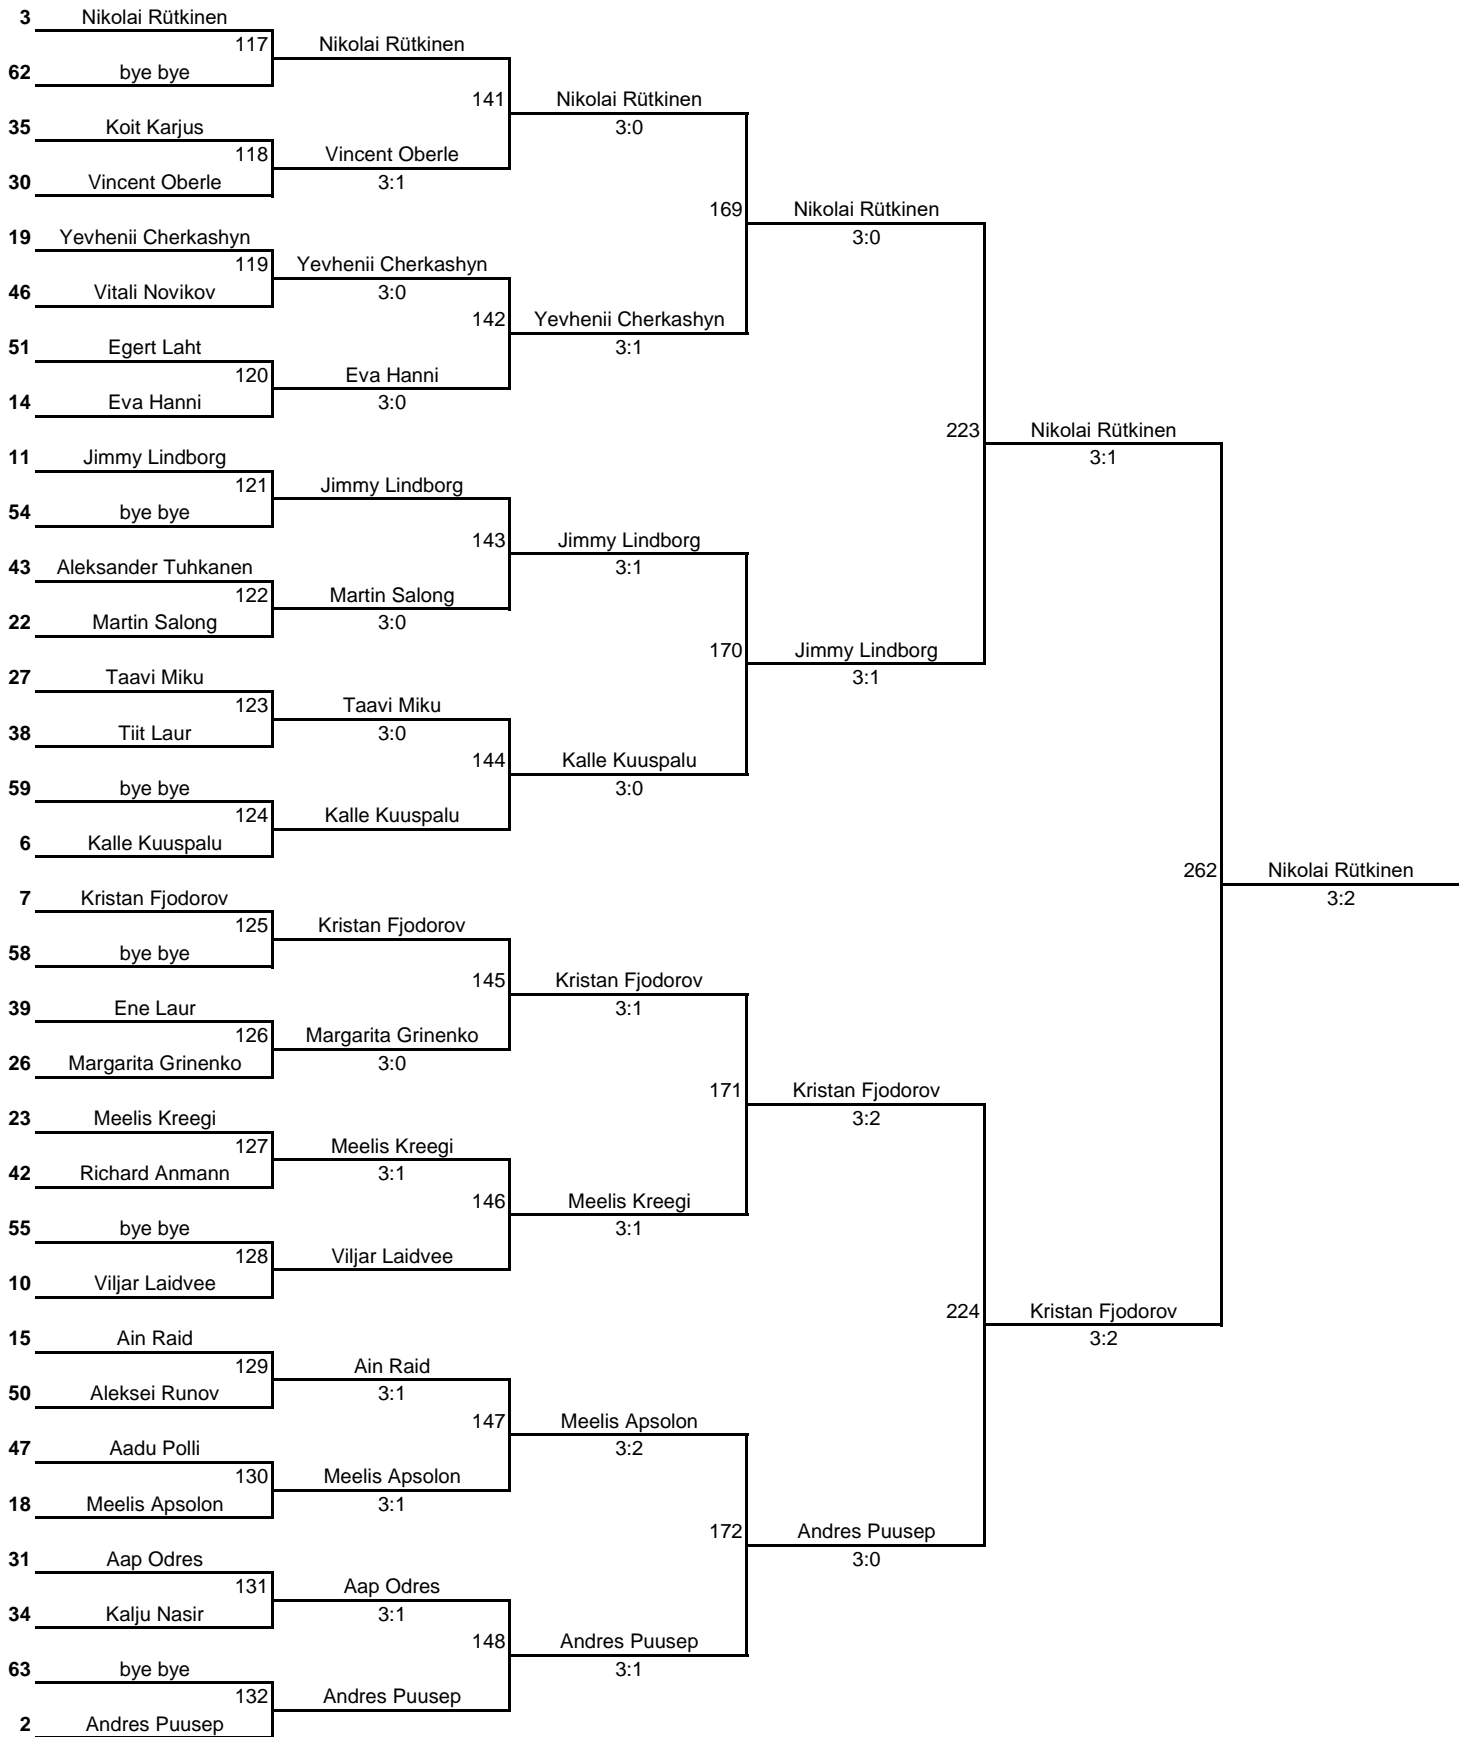 3 Nikolai Rütkinen
117 Nikolai Rütkinen
62 bye bye
141 Nikolai Rütkinen
35 Koit Karjus 3:0
118 Vincent Oberle
30 Vincent Oberle 3:1
169 Nikolai Rütkinen
19 Yevhenii Cherkashyn 3:0
119 Yevhenii Cherkashyn
46 Vitali Novikov 3:0
142 Yevhenii Cherkashyn
51 Egert Laht 3:1
120 Eva Hanni
14 Eva Hanni 3:0
223 Nikolai Rütkinen
11 Jimmy Lindborg 3:1
121 Jimmy Lindborg
54 bye bye
143 Jimmy Lindborg
43 Aleksander Tuhkanen 3:1
122 Martin Salong
22 Martin Salong 3:0
170 Jimmy Lindborg
27 Taavi Miku 3:1
123 Taavi Miku
38 Tiit Laur 3:0
144 Kalle Kuuspalu
59 bye bye 3:0
124 Kalle Kuuspalu
6 Kalle Kuuspalu
262 Nikolai Rütkinen
7 Kristan Fjodorov 3:2
125 Kristan Fjodorov
58 bye bye
145 Kristan Fjodorov
39 Ene Laur 3:1
126 Margarita Grinenko
26 Margarita Grinenko 3:0
171 Kristan Fjodorov
23 Meelis Kreegi 3:2
127 Meelis Kreegi
42 Richard Anmann 3:1
146 Meelis Kreegi
55 bye bye 3:1
128 Viljar Laidvee
10 Viljar Laidvee
224 Kristan Fjodorov
15 Ain Raid 3:2
129 Ain Raid
50 Aleksei Runov 3:1
147 Meelis Apsolon
47 Aadu Polli 3:2
130 Meelis Apsolon
18 Meelis Apsolon 3:1
172 Andres Puusep
31 Aap Odres 3:0
131 Aap Odres
34 Kalju Nasir 3:1
148 Andres Puusep
63 bye bye 3:1
132 Andres Puusep
2 Andres Puusep